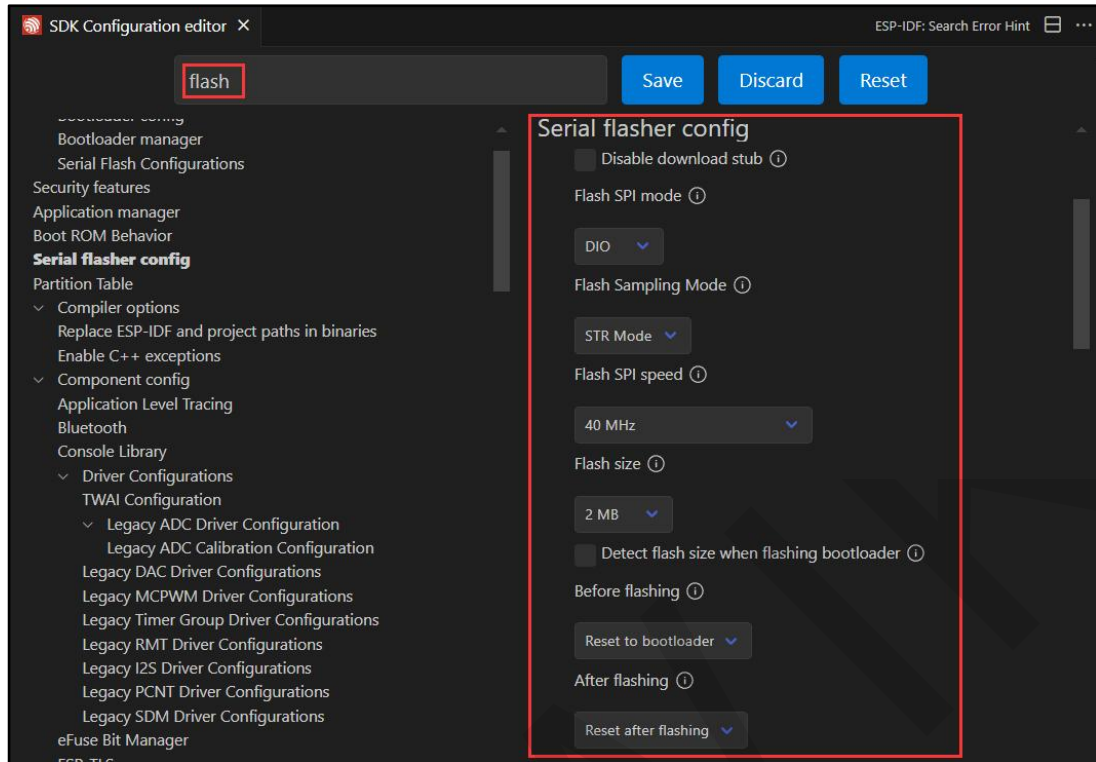 SDK Configuration editor
ESP-IDF: Search Error Hint
flash
Save
Discard
Reset
Bootloader config
Bootloader manager
Serial Flash Configurations
Security features
Application manager
Boot ROM Behavior
Serial flasher config
Partition Table
Compiler options
Replace ESP-IDF and project paths in binaries
Enable C++ exceptions
Component config
Application Level Tracing
Bluetooth
Console Library
Driver Configurations
TWAI Configuration
Legacy ADC Driver Configuration
Legacy ADC Calibration Configuration
Legacy DAC Driver Configurations
Legacy MCPWM Driver Configurations
Legacy Timer Group Driver Configurations
Legacy RMT Driver Configurations
Legacy I2S Driver Configurations
Legacy PCNT Driver Configurations
Legacy SDM Driver Configurations
eFuse Bit Manager
ESP-TLS
Serial flasher config
Disable download stub
Flash SPI mode
DIO
Flash Sampling Mode
STR Mode
Flash SPI speed
40 MHz
Flash size
2 MB
Detect flash size when flashing bootloader
Before flashing
Reset to bootloader
After flashing
Reset after flashing